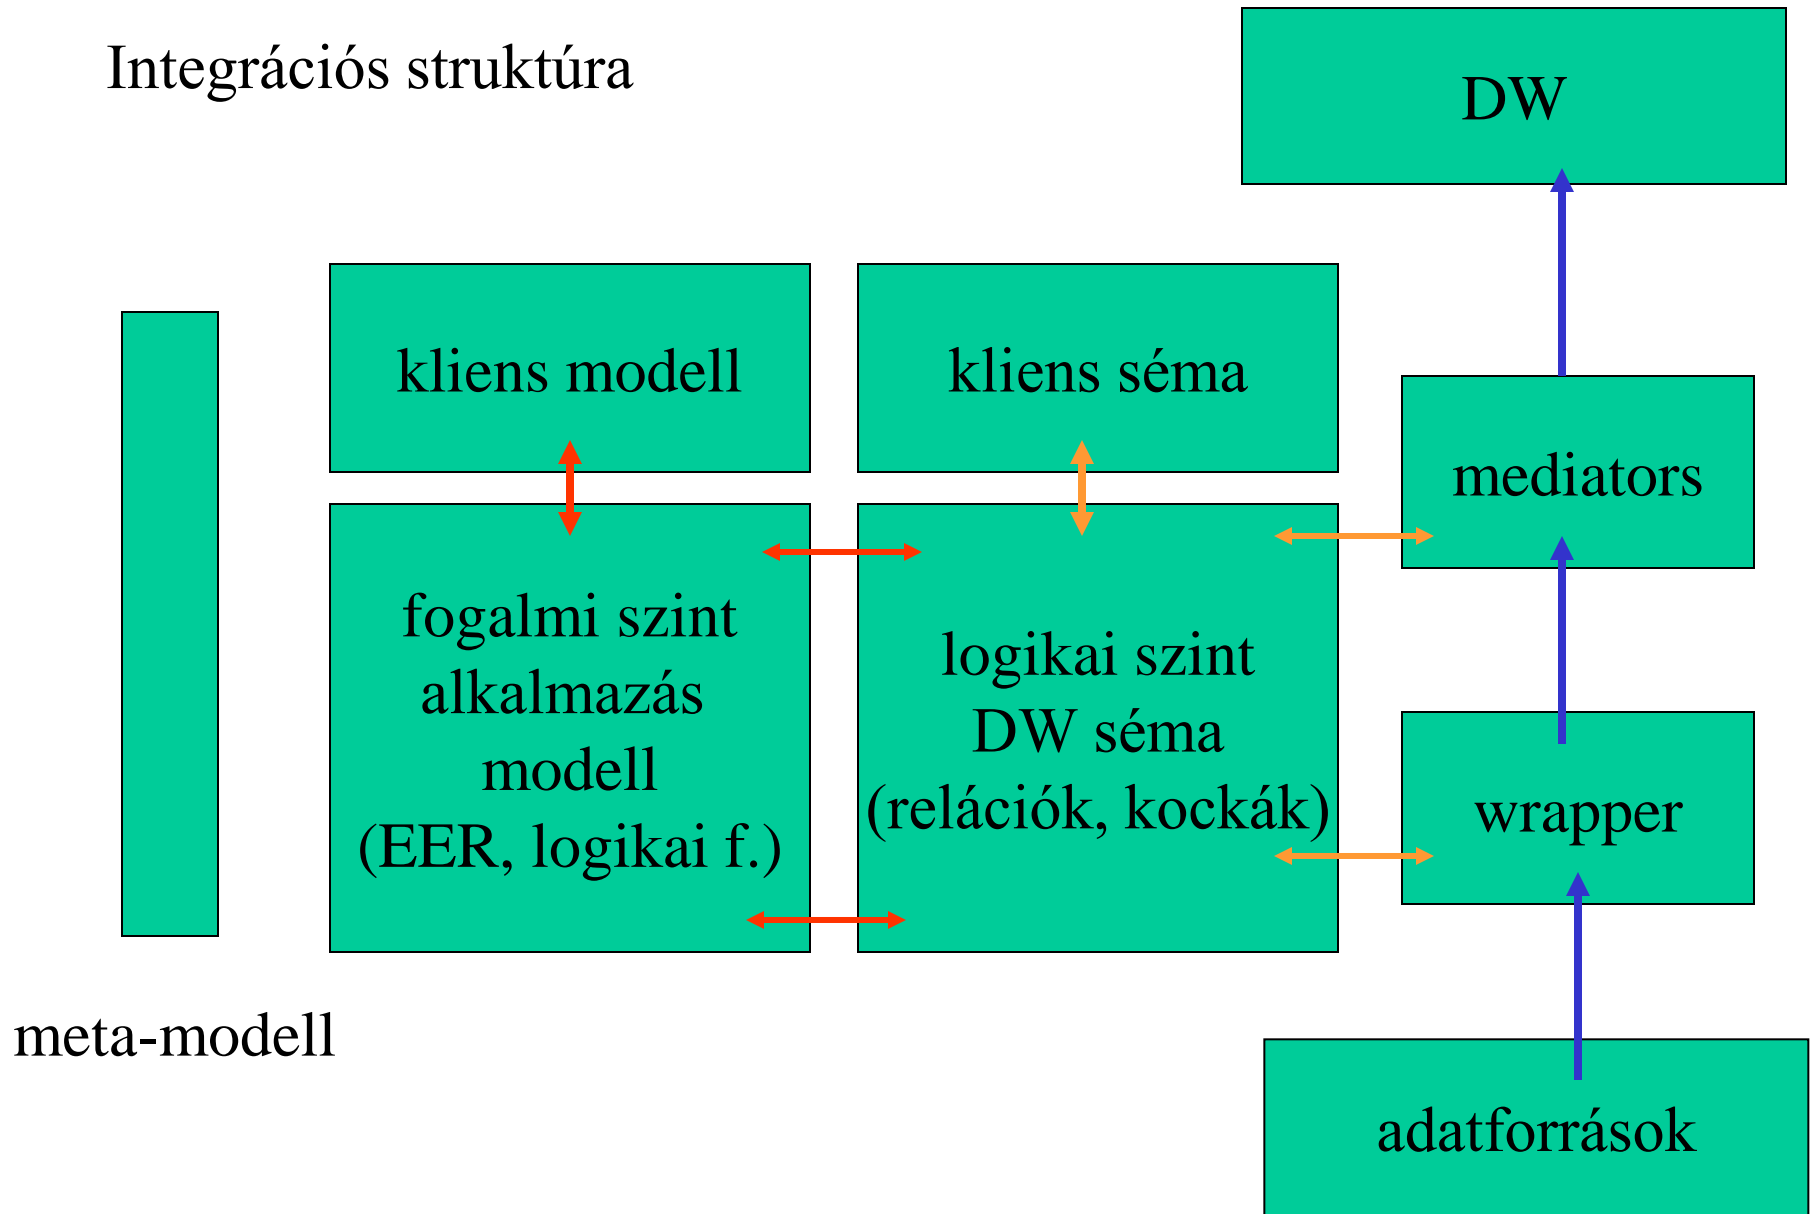 Integrációs struktúra
DW
kliens modell
kliens séma
mediators
fogalmi szint
alkalmazás
modell
(EER, logikai f.)
logikai szint
DW séma
(relációk, kockák)
wrapper
meta-modell
adatforrások